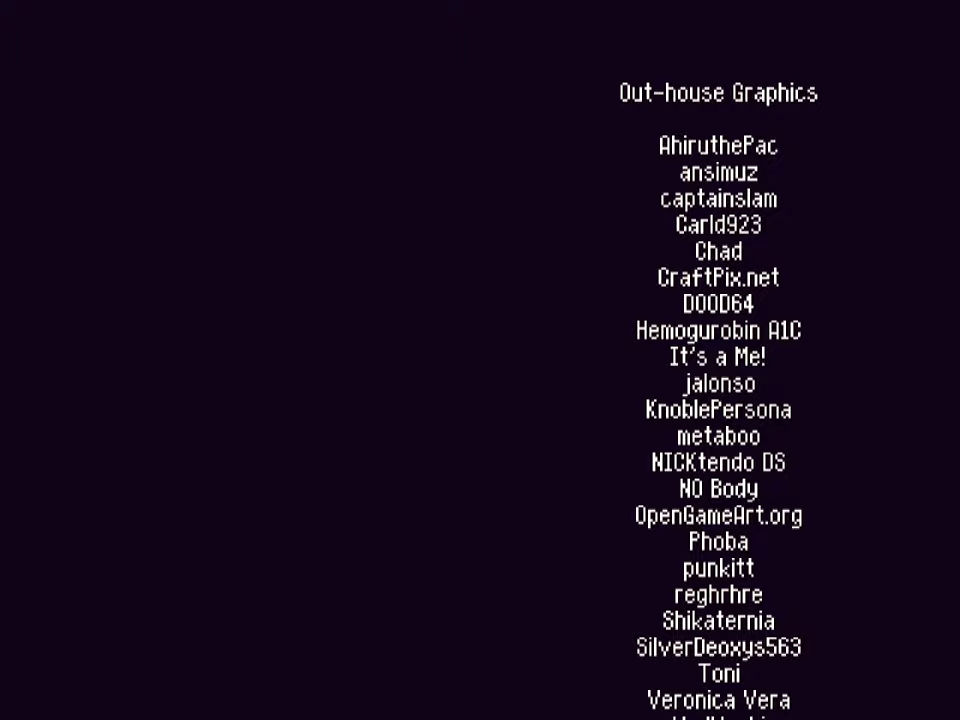 Out-house Graphics
AhiruthePac
ansimuz
captainslam
Carld923
Chad
CraftPix.net
DOOD64
Hemogurobin A1C
It's a Me!
jalonso
KnoblePersona
metaboo
NICKtendo DS
NO Body
OpenGameArt.org
Phoba
punkitt
reghrhre
Shikaternia
SilverDeoxys563
Toni
Veronica Vera